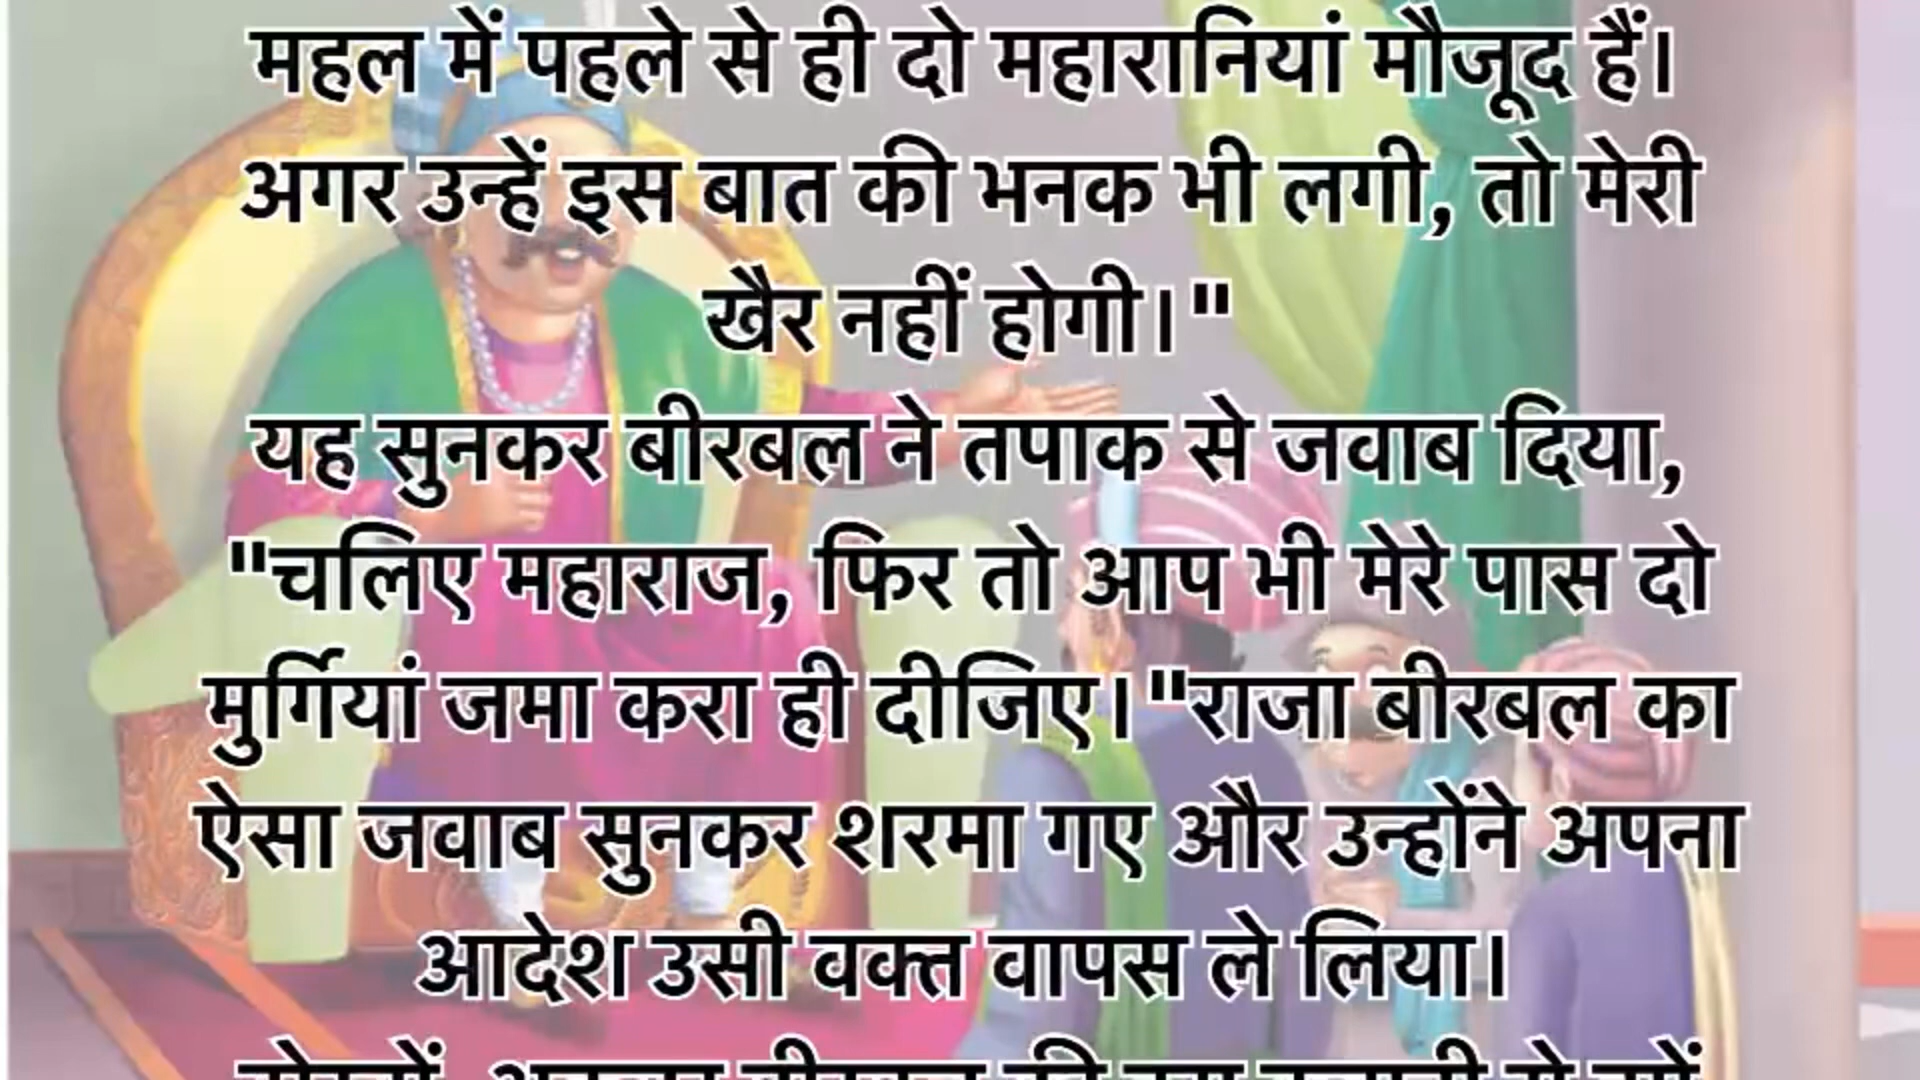 महल में पहले से ही दो महारानियां मौजूद हैं।
अगर उन्हें इस बात की भनक भी लगी, तो मेरी
खैर नहीं होगी।"
यह सुनकर बीरबल ने तपाक से जवाब दिया,
"चलिए महाराज, फिर तो आप भी मेरे पास दो
मुर्गियां जमा करा ही दीजिए।"राजा बीरबल का
ऐसा जवाब सुनकर शरमा गए और उन्होंने अपना
आदेश उसी वक्त वापस ले लिया।